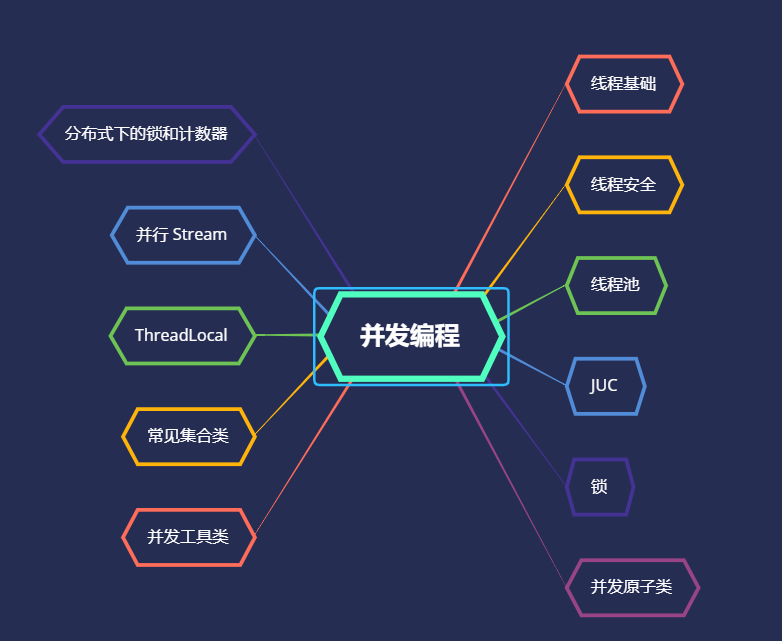 线程基础
分布式下的锁和计数器
线程安全
并行 Stream
线程池
ThreadLocal
并发编程
JUC
常见集合类
锁
并发工具类
并发原子类